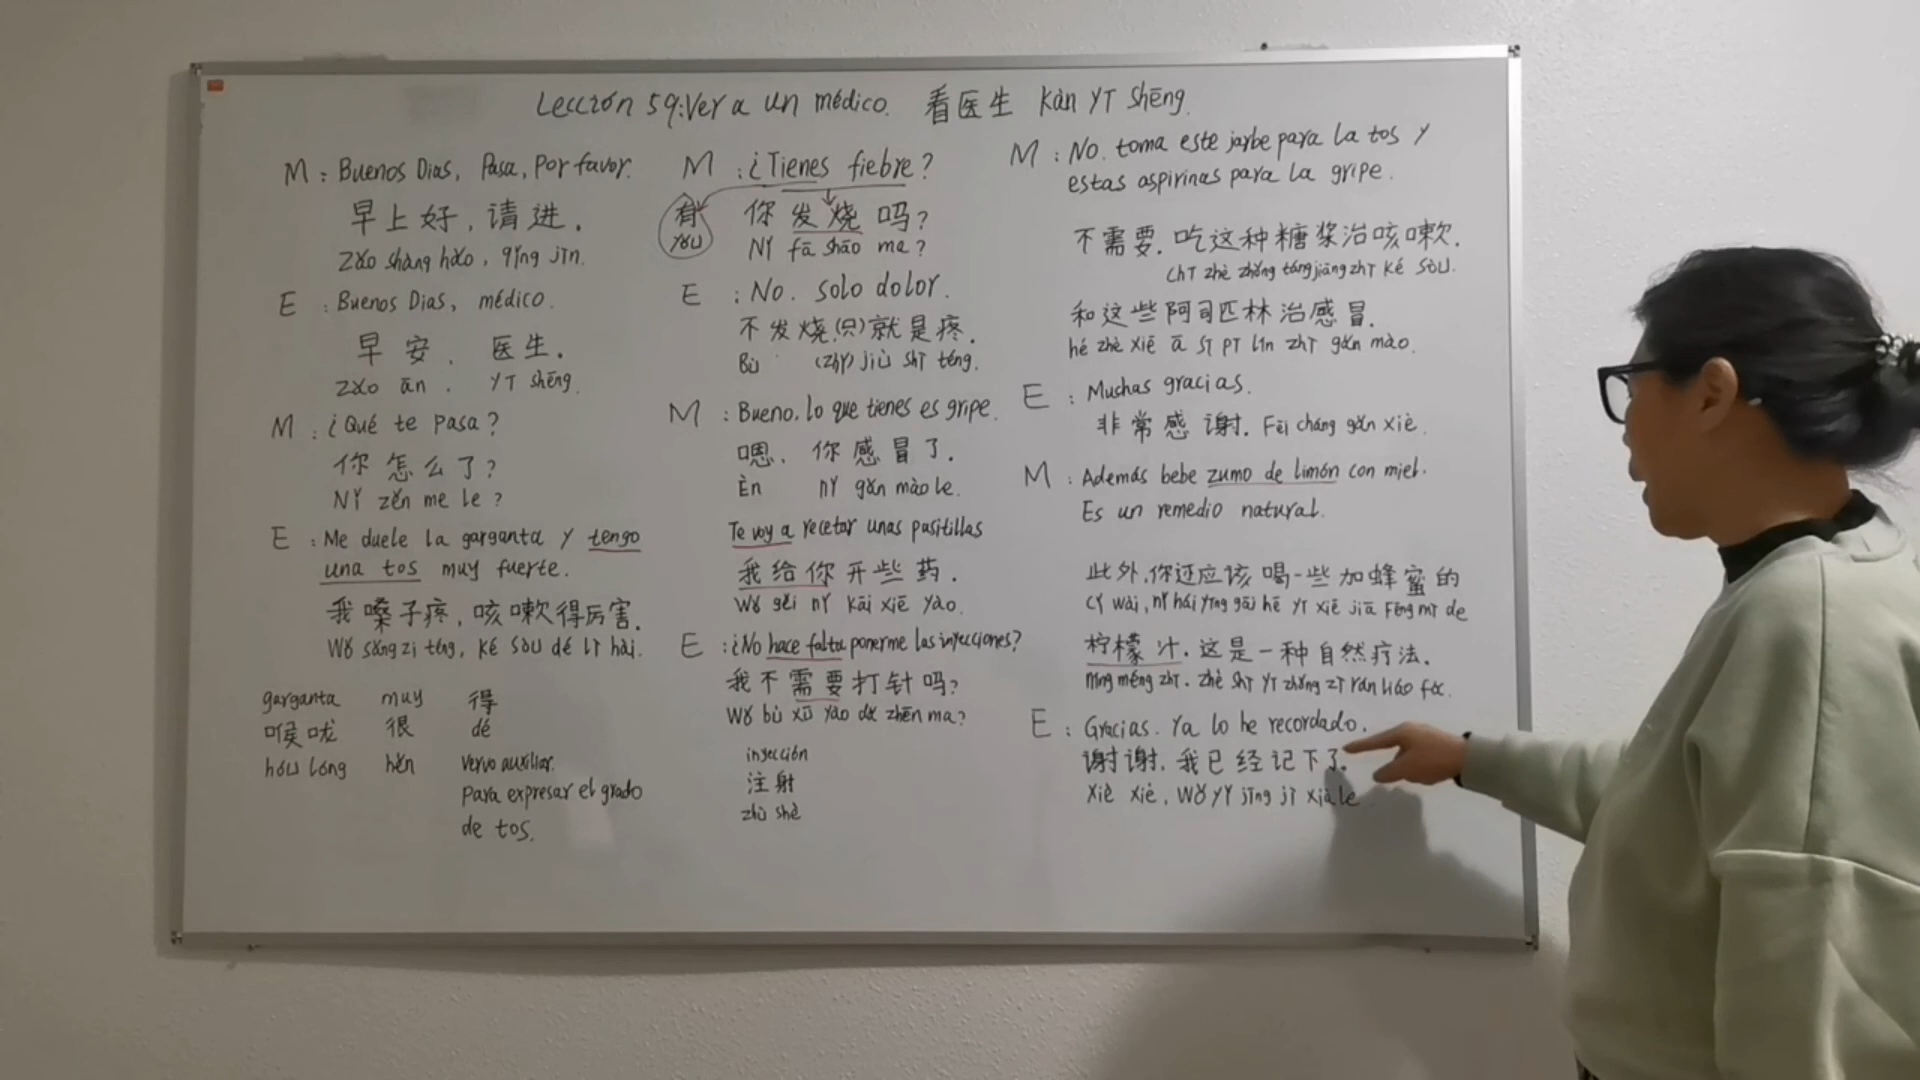 Lección 59:Ver a un médico. 看医生 Kàn yī shēng.
M: Buenos Dias, Pasa, Por favor.
早上好,请进.
Zǎo shàng hǎo, qǐng jìn.
E: Buenos Dias, médico.
早安. 医生.
Zǎo ān. yī shēng.
M: ¿Qué te pasa?
你怎么了?
Nǐ zěn me le?
E: Me duele la garganta y tengo
una tos muy fuerte.
我嗓子疼,咳嗽得厉害.
Wǒ sǎng zi téng, Ké sòu dé lì hài.
garganta muy 得
喉咙 很 dé
hóu lóng hěn Vervo auxiliar.
Para expresar el grado
de tos.
M: ¿Tienes fiebre?
有 你发烧吗?
yǒu Nǐ fā shāo ma?
E: No. solo dolor.
不发烧,(只)就是疼.
Bù (zhǐ) jiù shì téng.
M: Bueno. lo que tienes es gripe.
嗯. 你感冒了.
Èn nǐ gǎn mào le.
Te voy a recetar unas pastillas
我给你开些药.
Wǒ gěi nǐ Kāi xiē yào.
E: ¿No hace falta ponerme las inyecciones?
我不需要打针吗?
Wǒ bù xū yào dǎ zhēn ma?
inyección
注射
zhù shè
M: No. toma este jarbe para la tos y
estas aspirinas para la gripe.
不需要. 吃这种糖浆治咳嗽.
chī zhè zhǒng táng jiāng zhì Ké sòu.
和这些阿司匹林治感冒.
hé zhè xiē ā sī pǐ lín zhì gǎn mào.
E: Muchas gracias.
非常感谢. Fēi cháng gǎn xiè.
M: Además bebe zumo de limón con miel.
Es un remedio natural.
此外,你还应该喝一些加蜂蜜的
Cǐ wài, nǐ hái yīng gāi hē yī xiē jiā Fēng mì de
柠檬汁. 这是一种自然疗法.
níng méng zhī. zhè shì yī zhǒng zì rán liáo fǎ.
E: Gracias. Ya lo he recordado.
谢谢. 我已经记下了.
Xiè xiè, Wǒ yǐ jīng jì xià le.